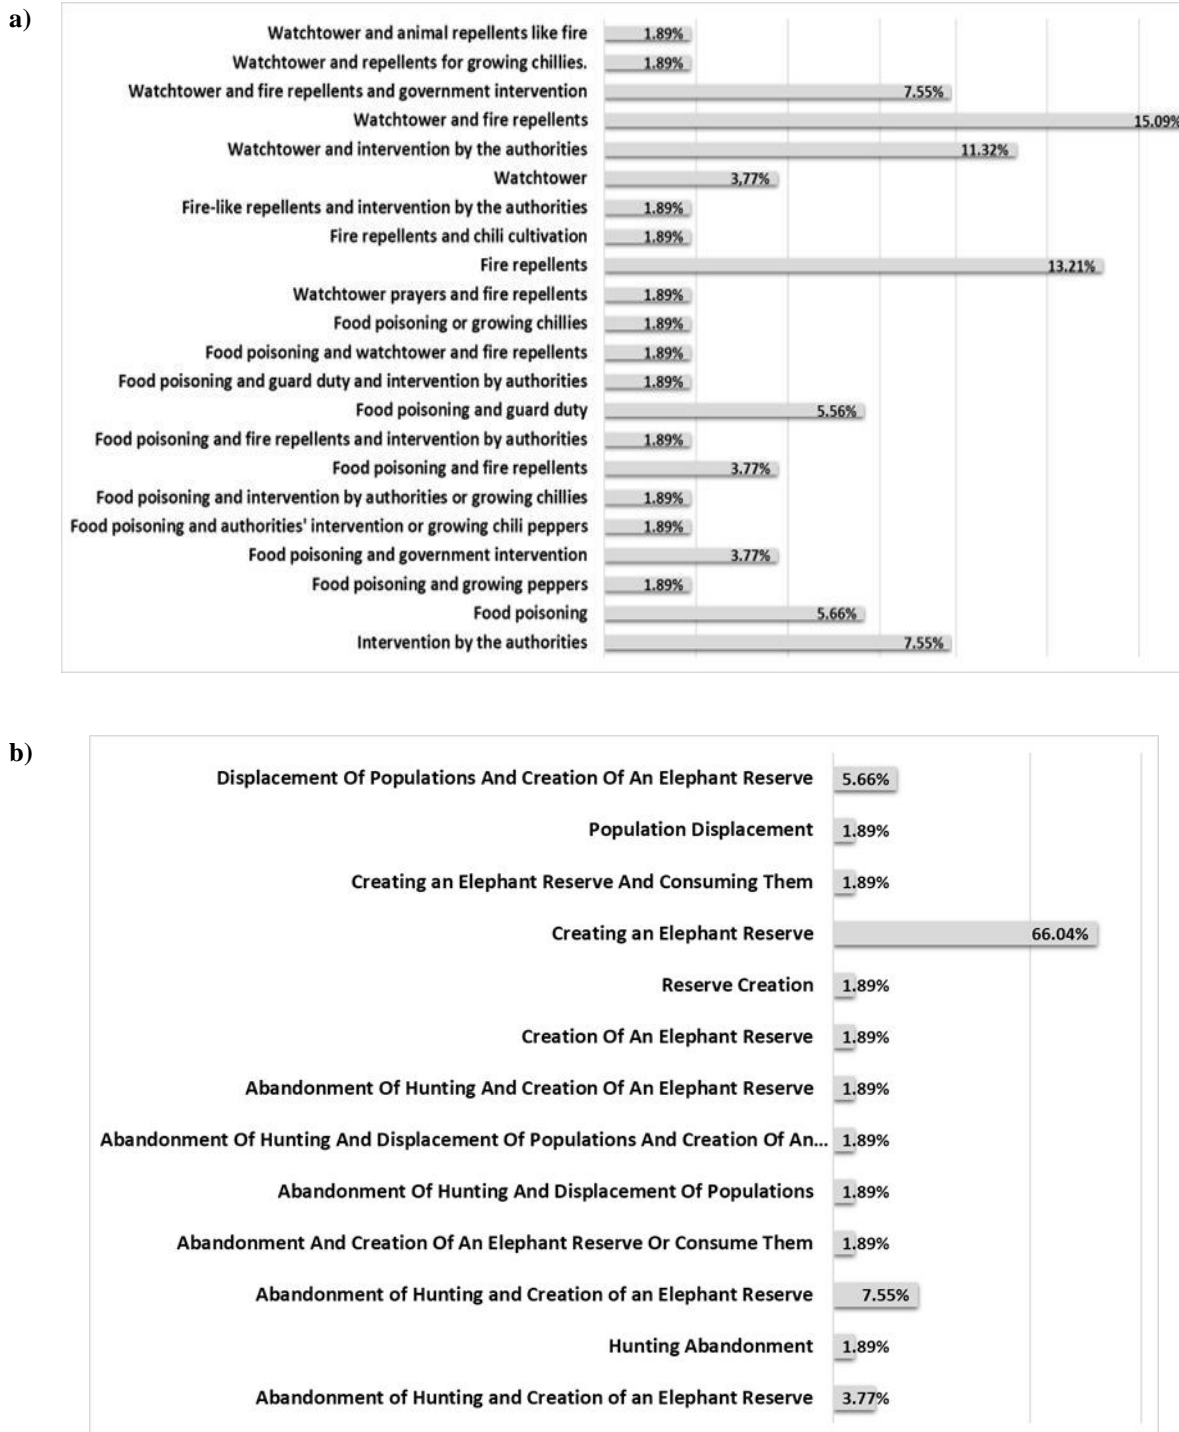 a)
Watchtower and animal repellents like fire 1.89%
Watchtower and repellents for growing chillies. 1.89%
Watchtower and fire repellents and government intervention 7.55%
Watchtower and fire repellents 15.09%
Watchtower and intervention by the authorities 11.32%
Watchtower 3,77%
Fire-like repellents and intervention by the authorities 1.89%
Fire repellents and chili cultivation 1.89%
Fire repellents 13.21%
Watchtower prayers and fire repellents 1.89%
Food poisoning or growing chillies 1.89%
Food poisoning and watchtower and fire repellents 1.89%
Food poisoning and guard duty and intervention by authorities 1.89%
Food poisoning and guard duty 5.56%
Food poisoning and fire repellents and intervention by authorities 1.89%
Food poisoning and fire repellents 3.77%
Food poisoning and intervention by authorities or growing chillies 1.89%
Food poisoning and authorities' intervention or growing chili peppers 1.89%
Food poisoning and government intervention 3.77%
Food poisoning and growing peppers 1.89%
Food poisoning 5.66%
Intervention by the authorities 7.55%
b)
Displacement Of Populations And Creation Of An Elephant Reserve 5.66%
Population Displacement 1.89%
Creating an Elephant Reserve And Consuming Them 1.89%
Creating an Elephant Reserve 66.04%
Reserve Creation 1.89%
Creation Of An Elephant Reserve 1.89%
Abandonment Of Hunting And Creation Of An Elephant Reserve 1.89%
Abandonment Of Hunting And Displacement Of Populations And Creation Of An... 1.89%
Abandonment Of Hunting And Displacement Of Populations 1.89%
Abandonment And Creation Of An Elephant Reserve Or Consume Them 1.89%
Abandonment of Hunting and Creation of an Elephant Reserve 7.55%
Hunting Abandonment 1.89%
Abandonment of Hunting and Creation of an Elephant Reserve 3.77%